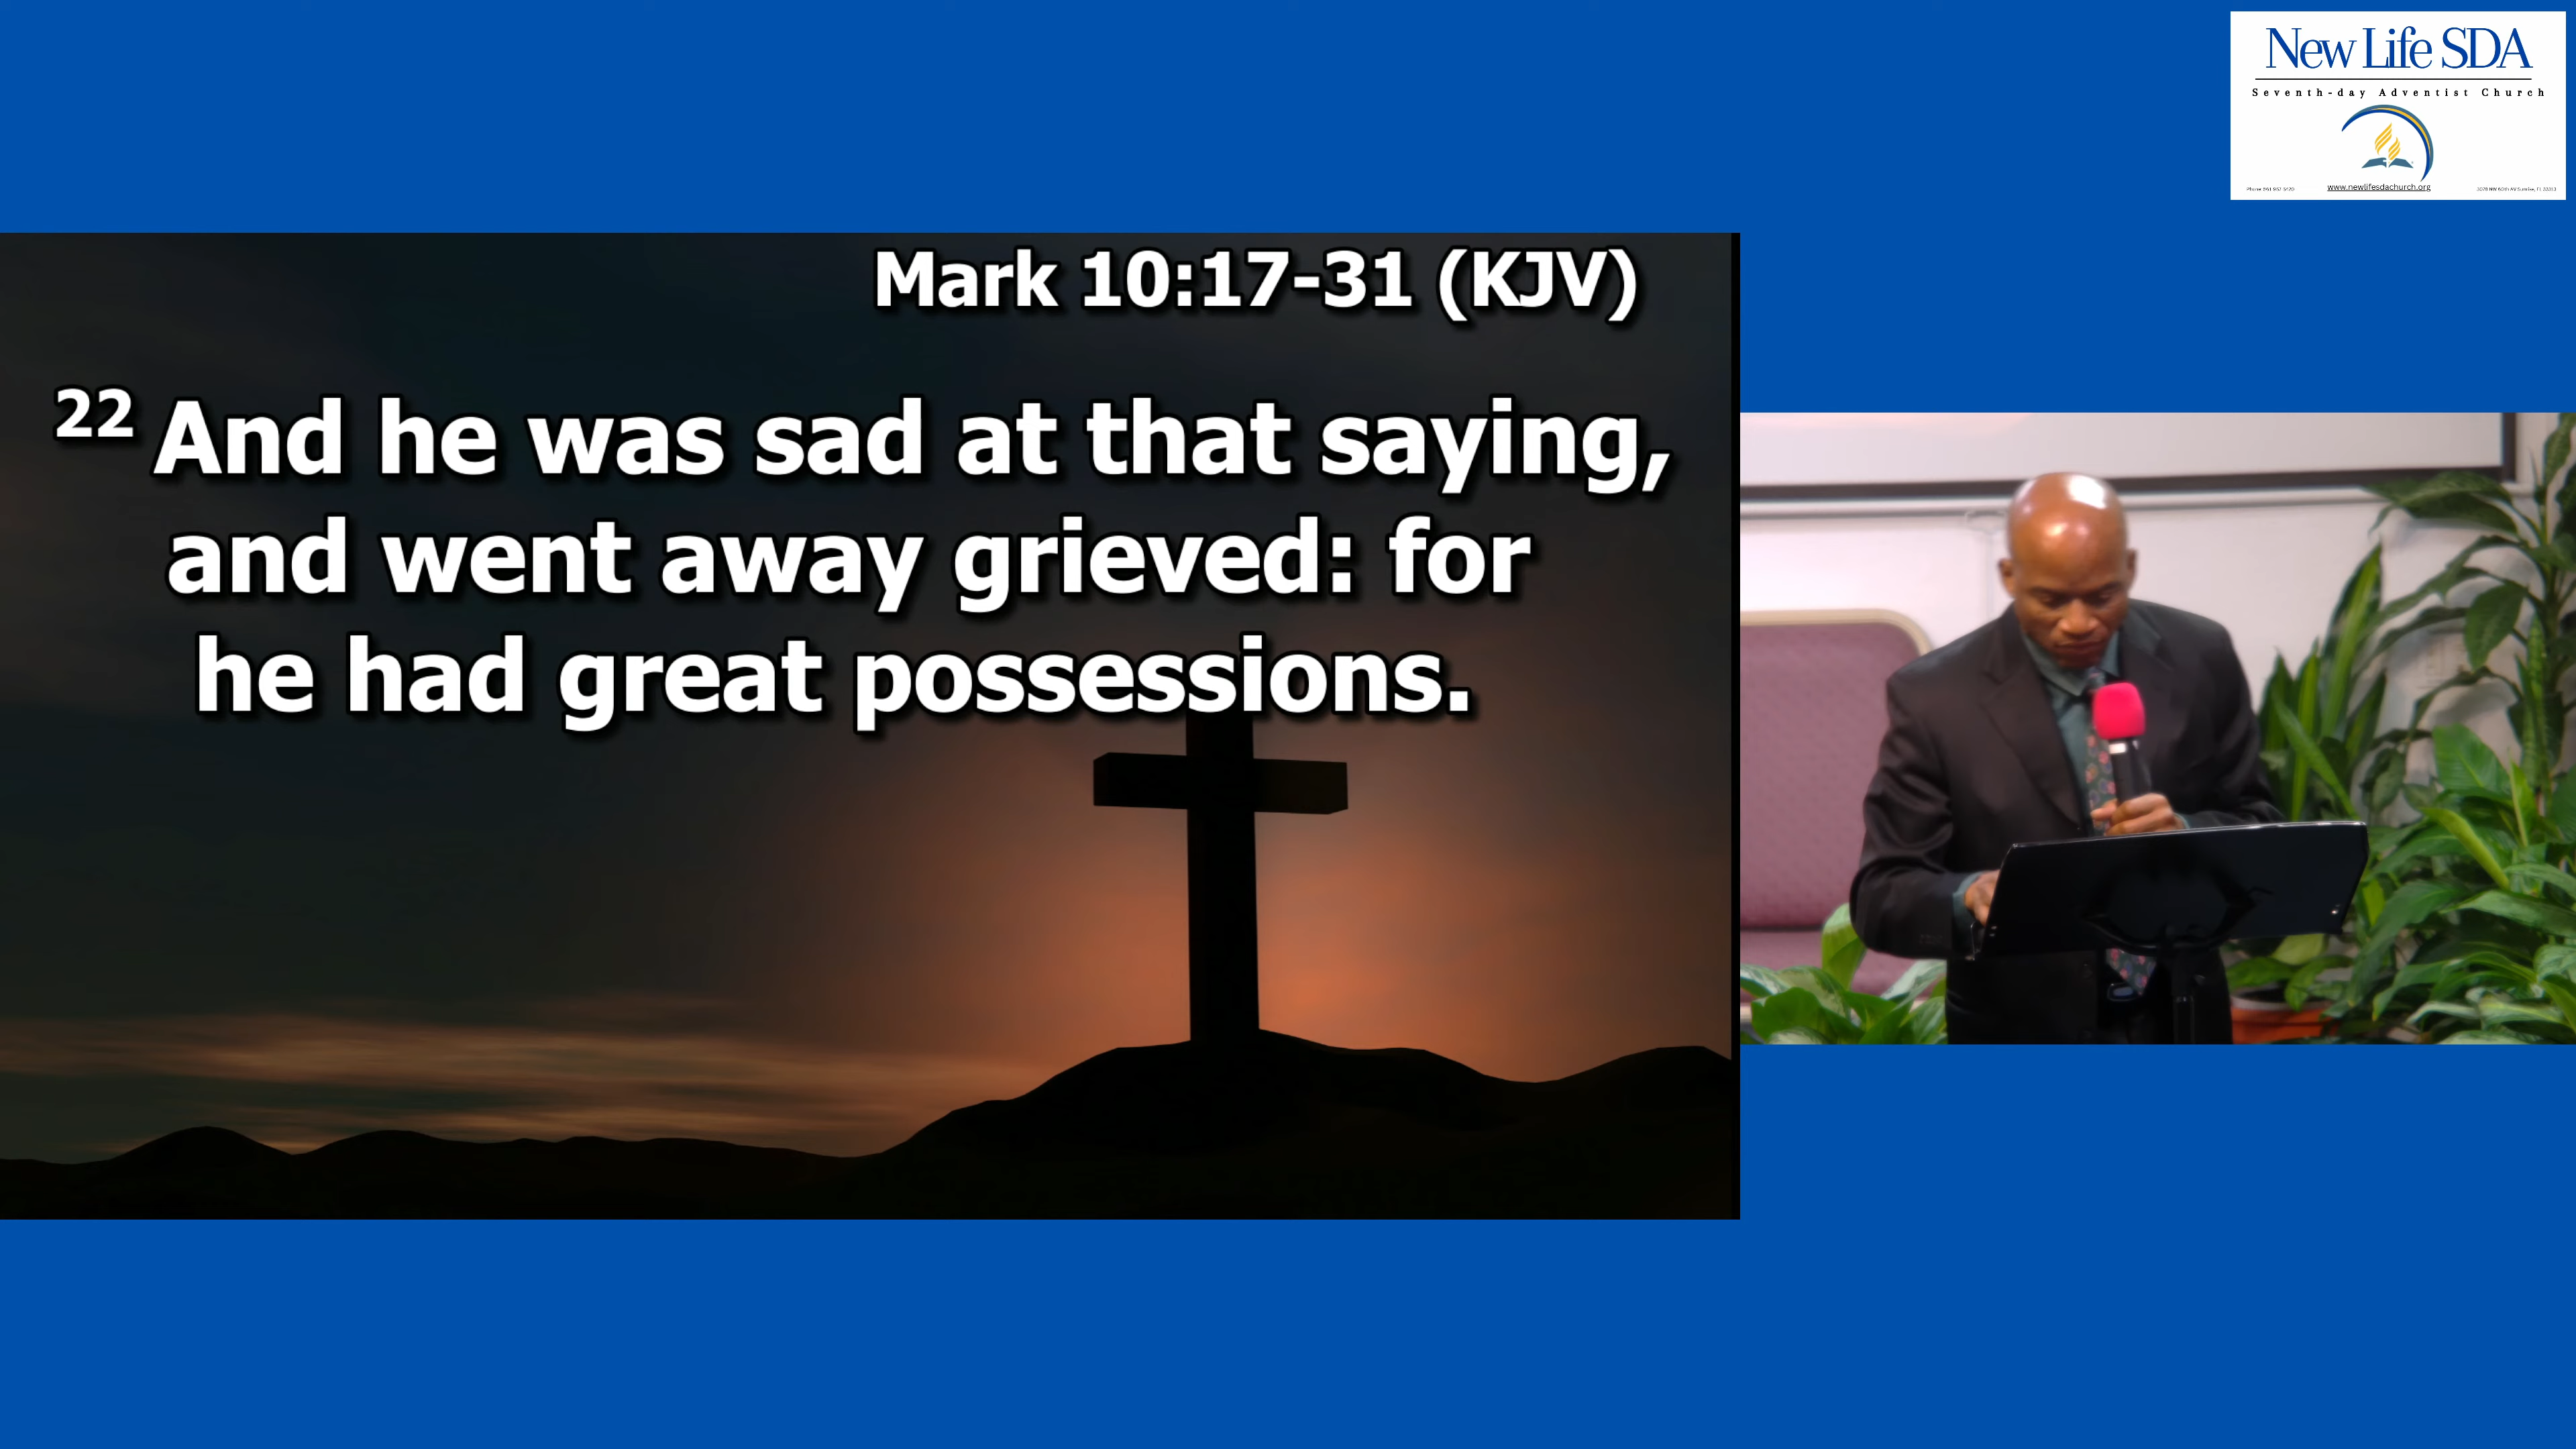 New Life SDA
Seventh-day Adventist Church
www.newlifesdachurch.org
Mark 10:17-31 (KJV)
22 And he was sad at that saying,
and went away grieved: for
he had great possessions.